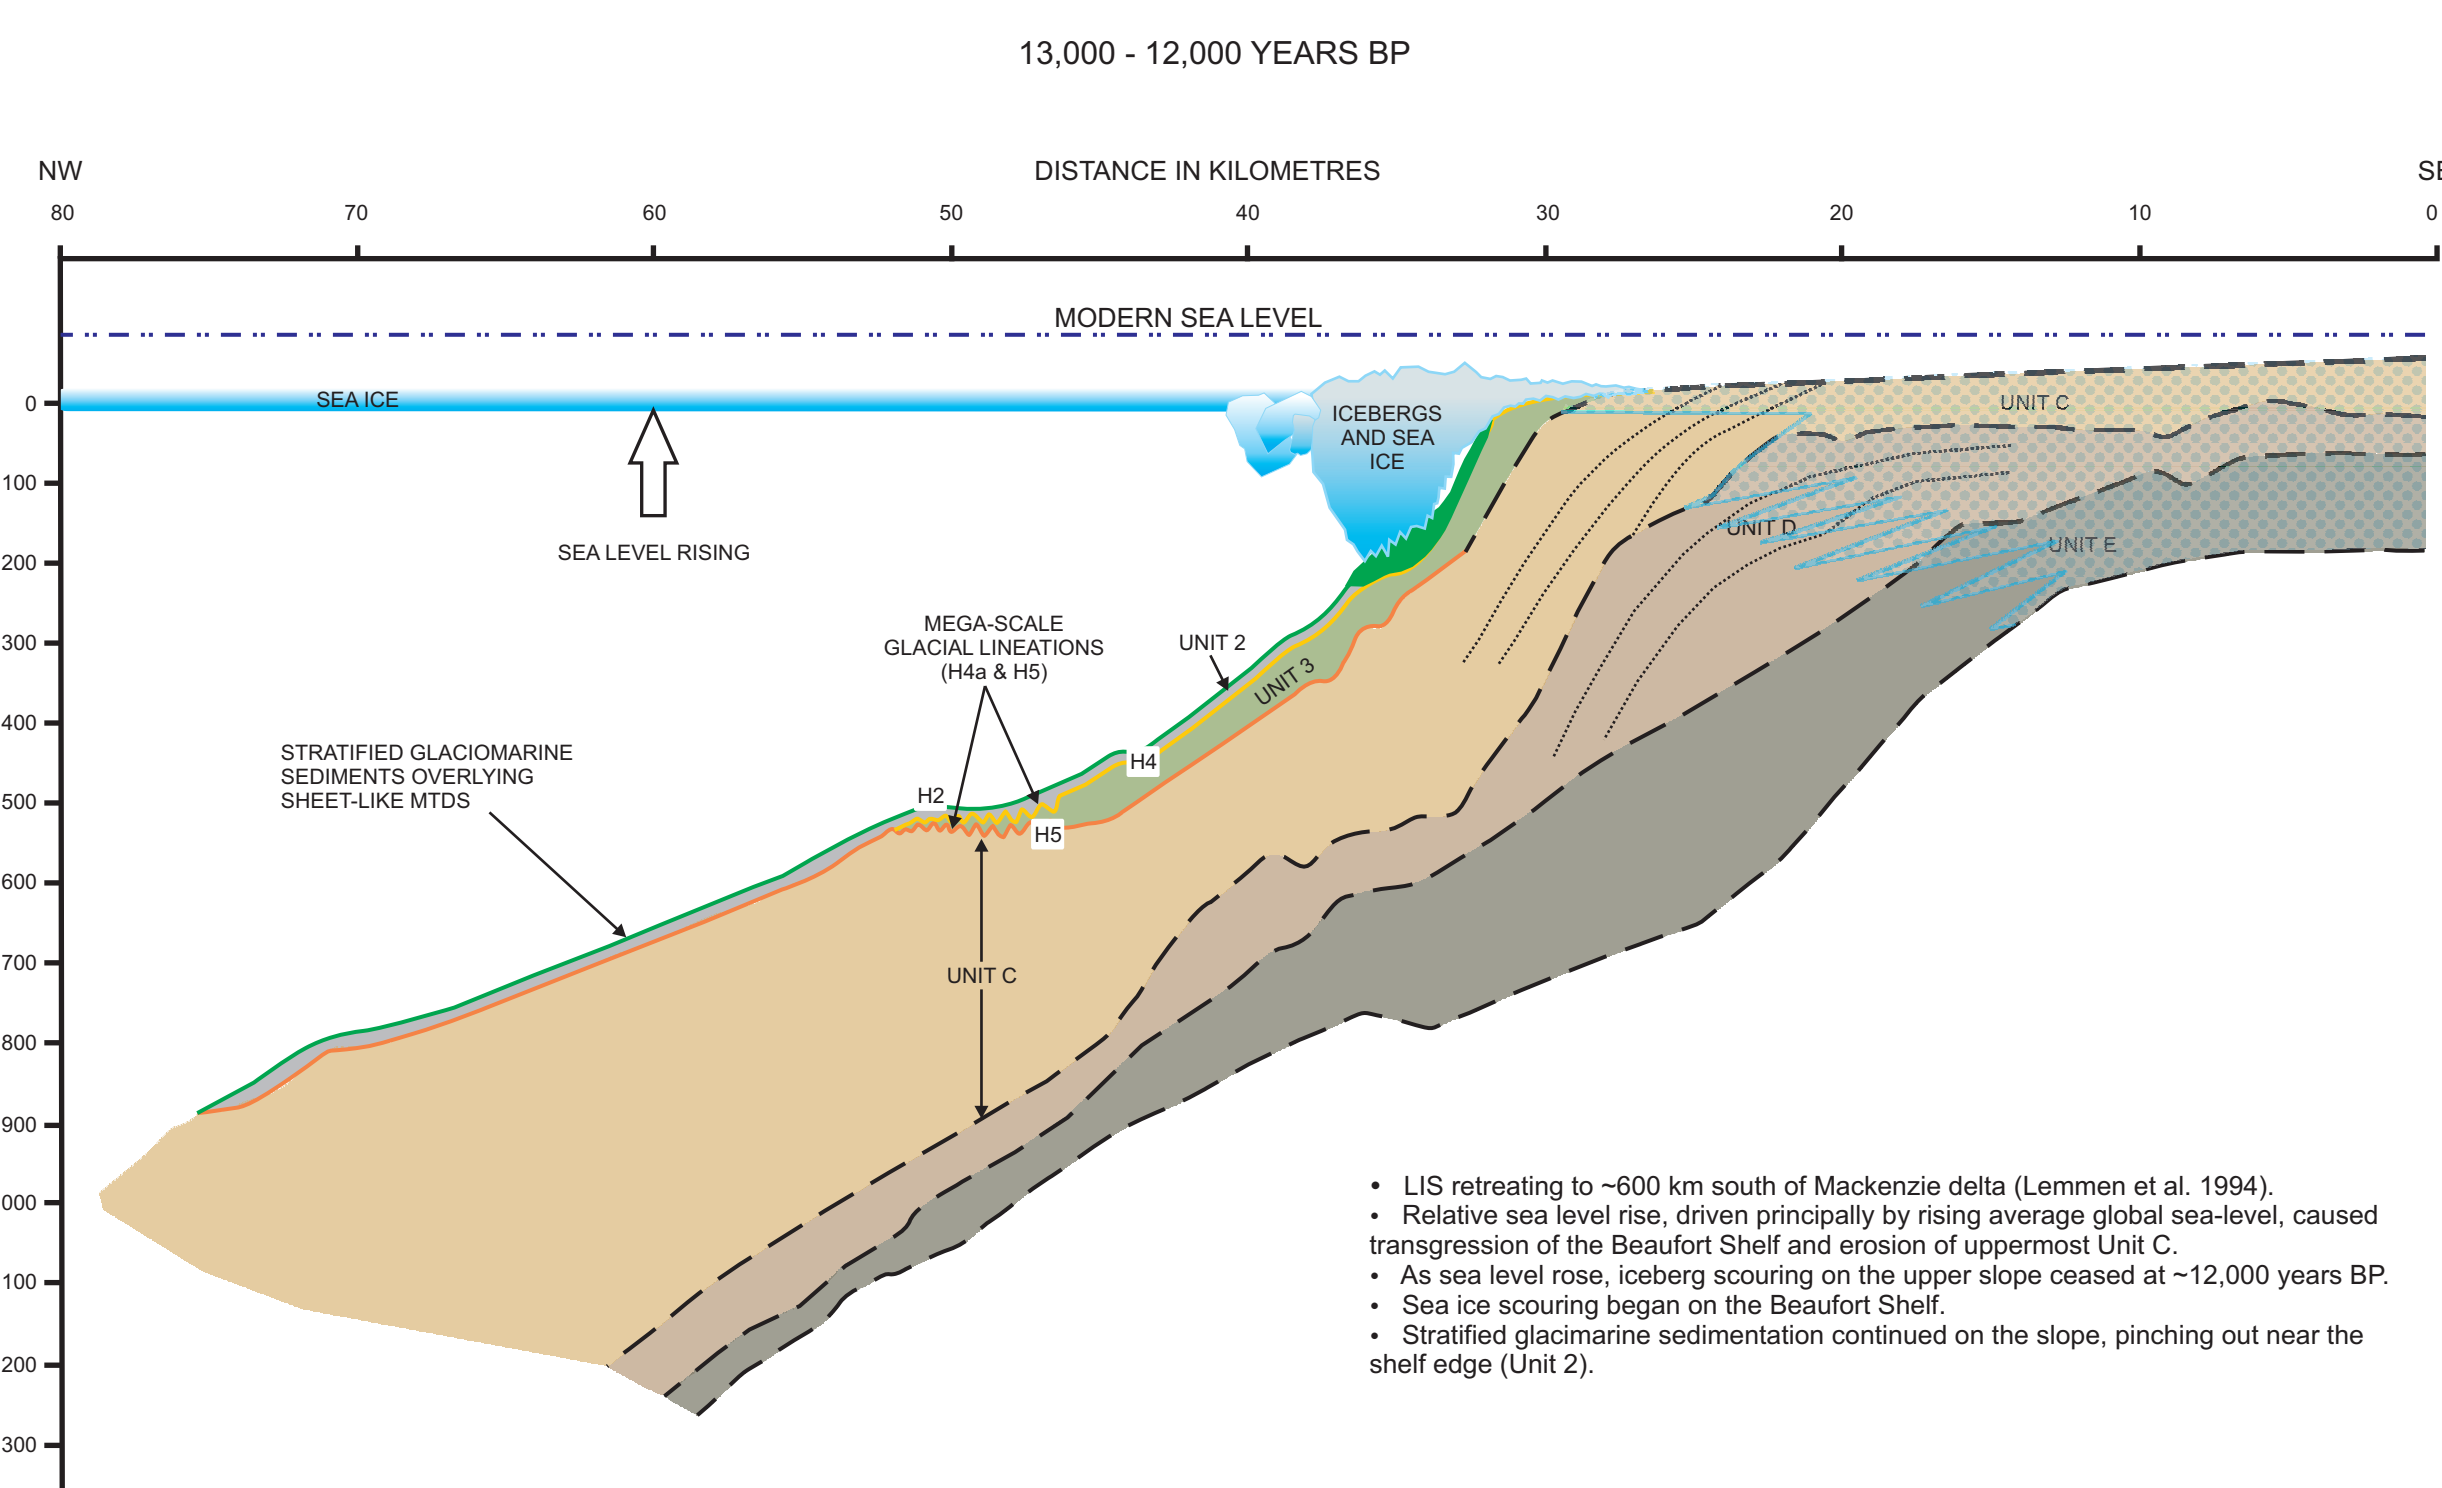 13,000 - 12,000 YEARS BP
NW
DISTANCE IN KILOMETRES
SE
80 70 60 50 40 30 20 10 0
MODERN SEA LEVEL
SEA ICE
0
ICEBERGS
AND SEA
ICE
UNIT C
100
200
SEA LEVEL RISING
UNIT D
UNIT E
300
MEGA-SCALE
GLACIAL LINEATIONS
(H4a & H5)
UNIT 2
UNIT 3
400
STRATIFIED GLACIOMARINE
SEDIMENTS OVERLYING
SHEET-LIKE MTDS
H4
500
H2
H5
600
700
UNIT C
800
900
000
100
200
300
• LIS retreating to ~600 km south of Mackenzie delta (Lemmen et al. 1994).
• Relative sea level rise, driven principally by rising average global sea-level, caused
transgression of the Beaufort Shelf and erosion of uppermost Unit C.
• As sea level rose, iceberg scouring on the upper slope ceased at ~12,000 years BP.
• Sea ice scouring began on the Beaufort Shelf.
• Stratified glacimarine sedimentation continued on the slope, pinching out near the
shelf edge (Unit 2).